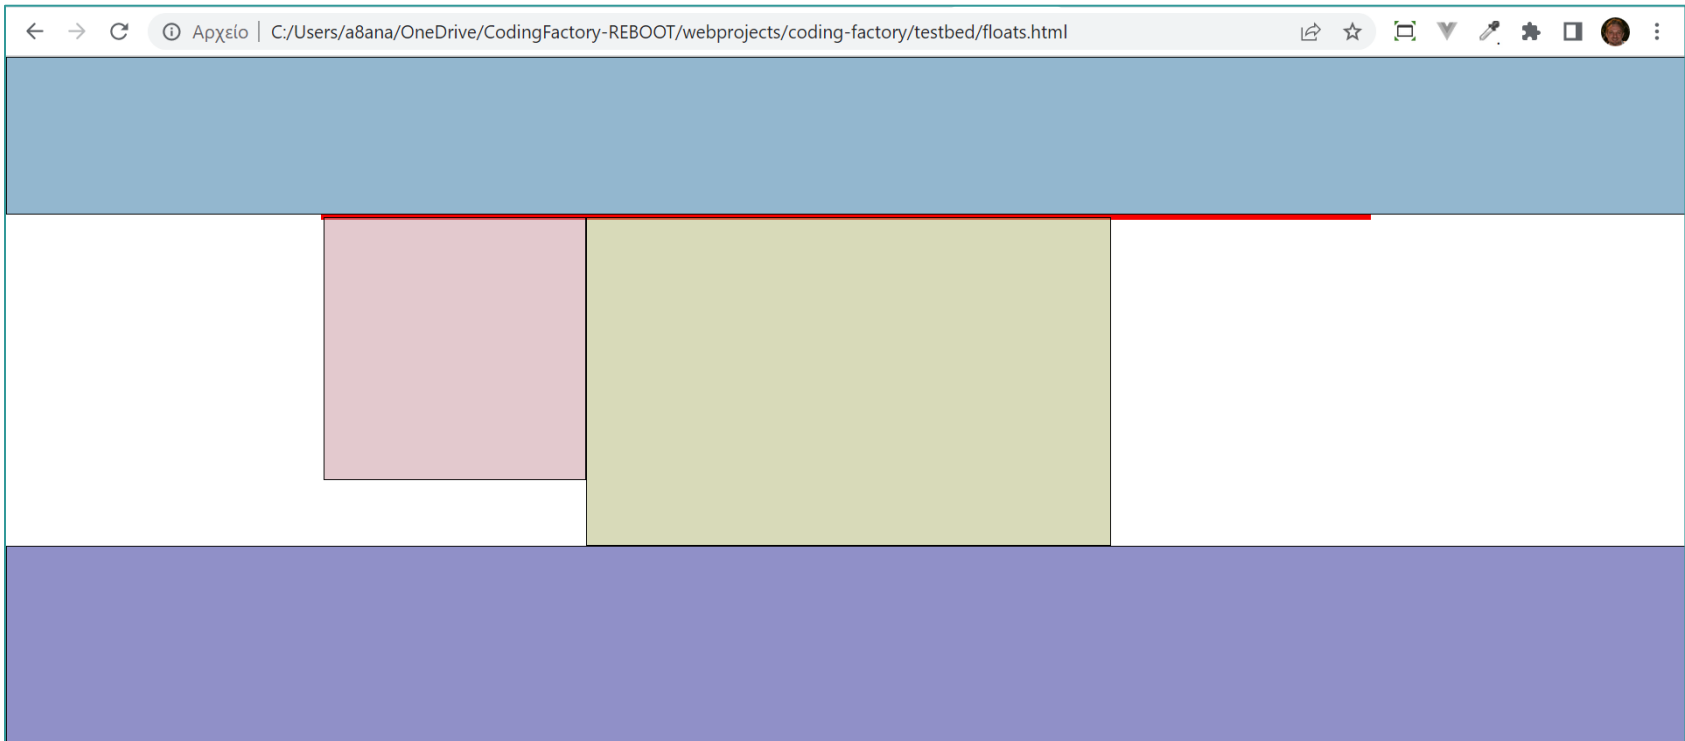 Αρχείο | C:/Users/a8ana/OneDrive/CodingFactory-REBOOT/webprojects/coding-factory/testbed/floats.html